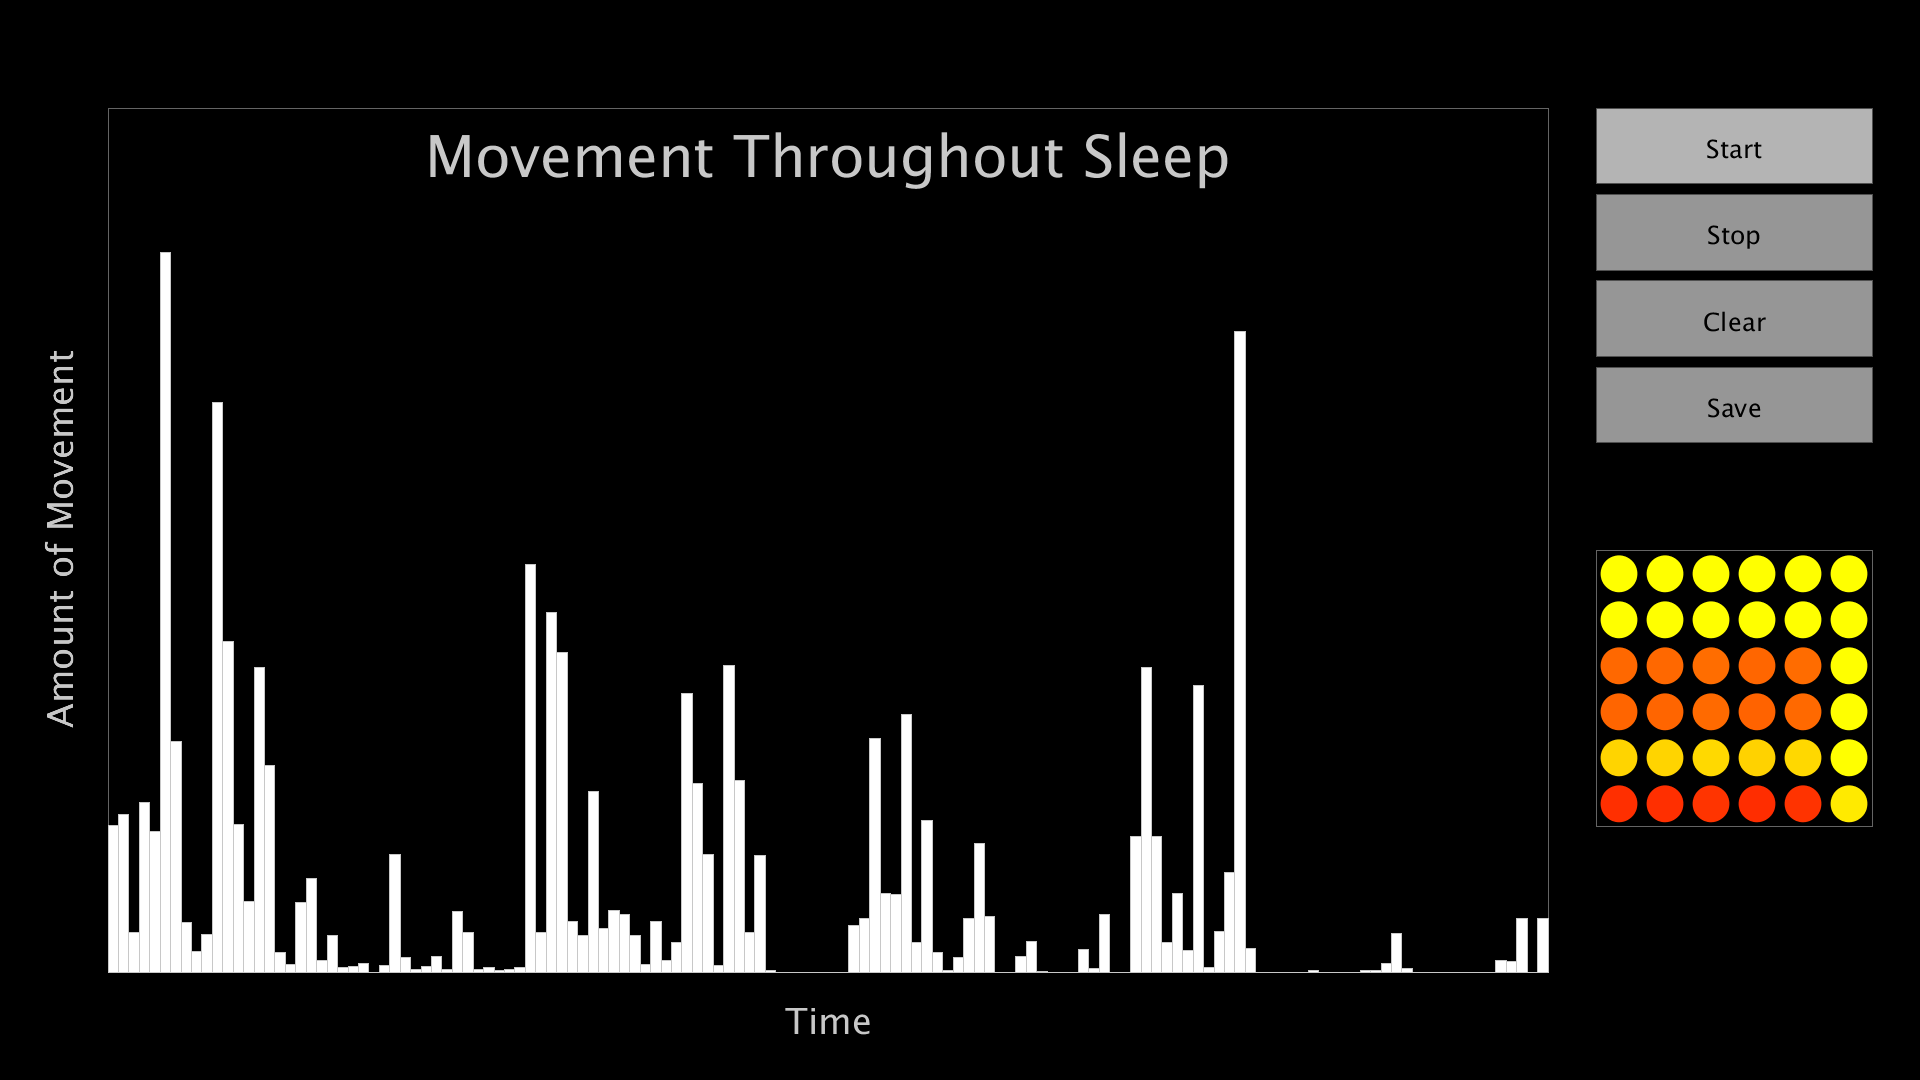 Movement Throughout Sleep
Amount of Movement
Time
Start
Stop
Clear
Save